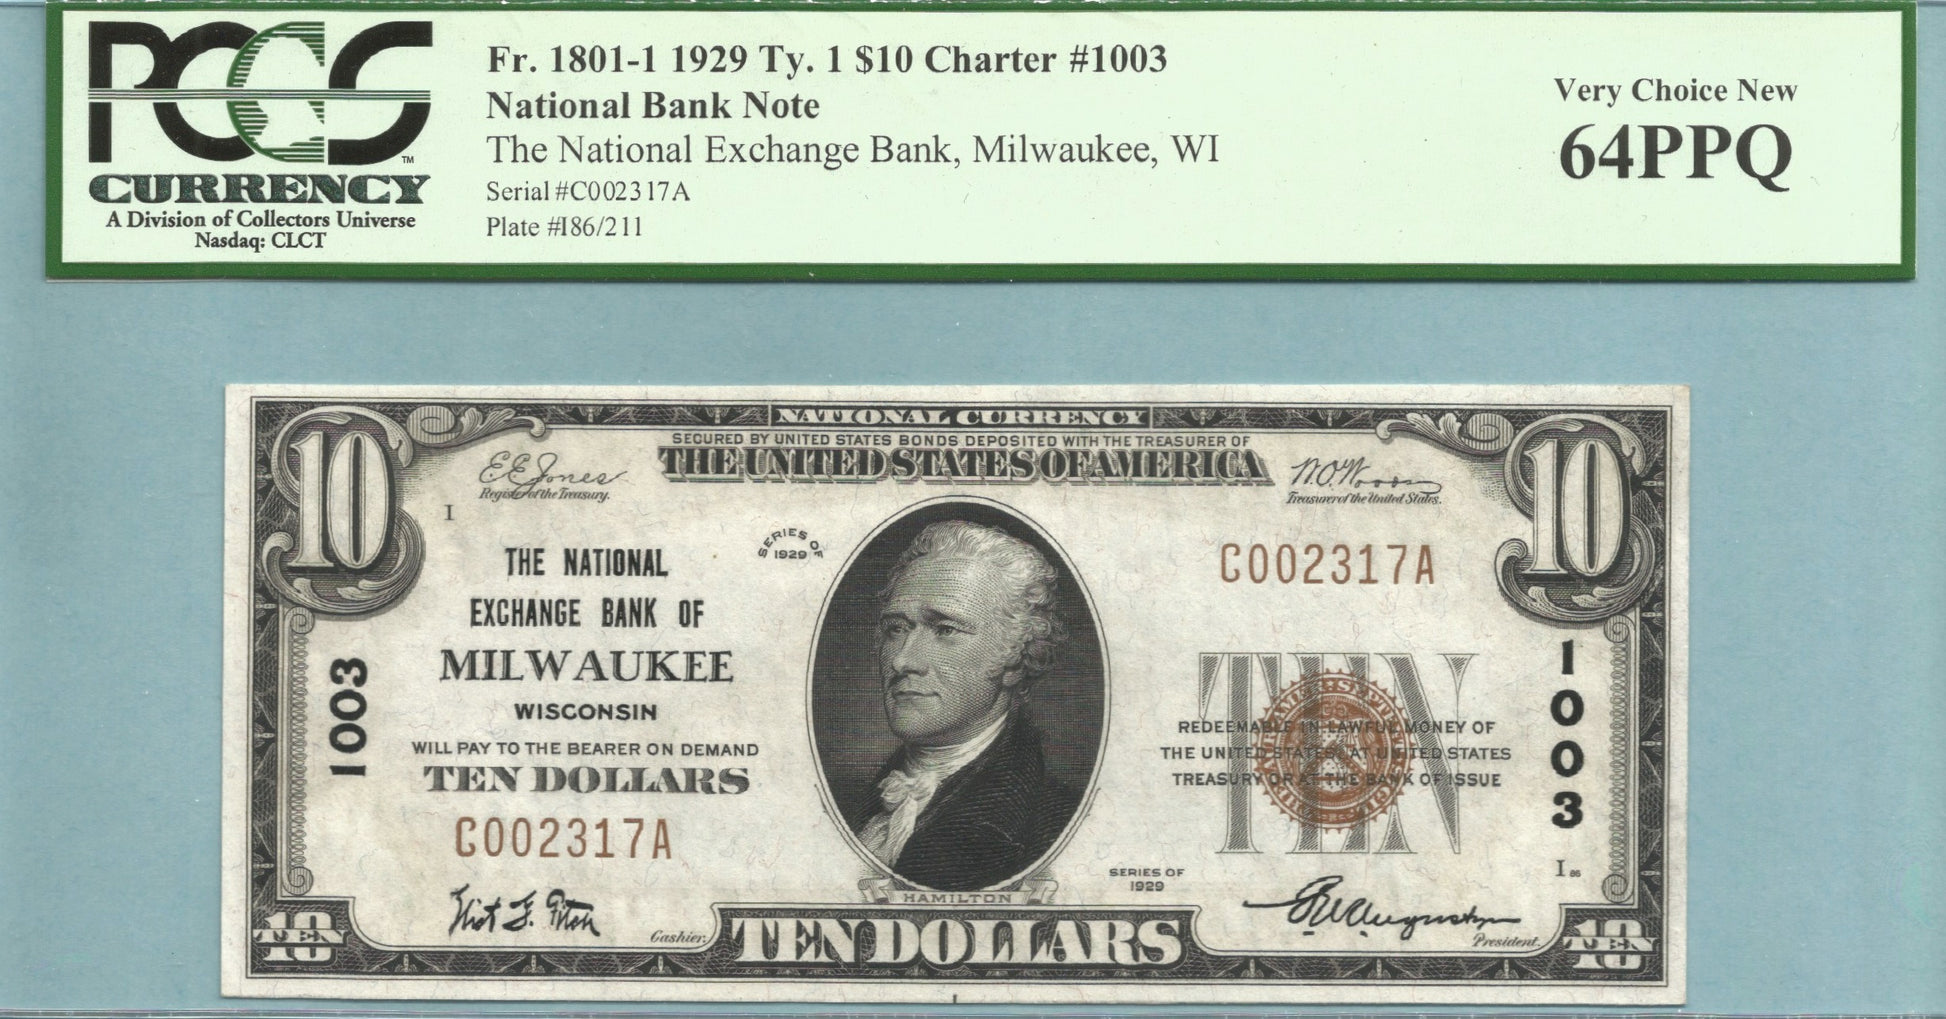 PCGS
™
CURRENCY
A Division of Collectors Universe
Nasdaq: CLCT
Fr. 1801-1 1929 Ty. 1 $10 Charter #1003
National Bank Note
The National Exchange Bank, Milwaukee, WI
Serial #C002317A
Plate #I86/211
Very Choice New
64PPQ
NATIONAL CURRENCY
SECURED BY UNITED STATES BONDS DEPOSITED WITH THE TREASURER OF
THE UNITED STATES OF AMERICA
10
10
E.E. Jones
Register of the Treasury.
W.O. Woods
Treasurer of the United States.
I
SERIES OF
1929
THE NATIONAL
EXCHANGE BANK OF
MILWAUKEE
WISCONSIN
WILL PAY TO THE BEARER ON DEMAND
TEN DOLLARS
C002317A
1003
C002317A
TEN
REDEEMABLE IN LAWFUL MONEY OF
THE UNITED STATES AT UNITED STATES
TREASURY OR AT THE BANK OF ISSUE
1003
I 86
SERIES OF
1929
HAMILTON
Cashier.
President.
10
TEN
TEN DOLLARS
10
TEN